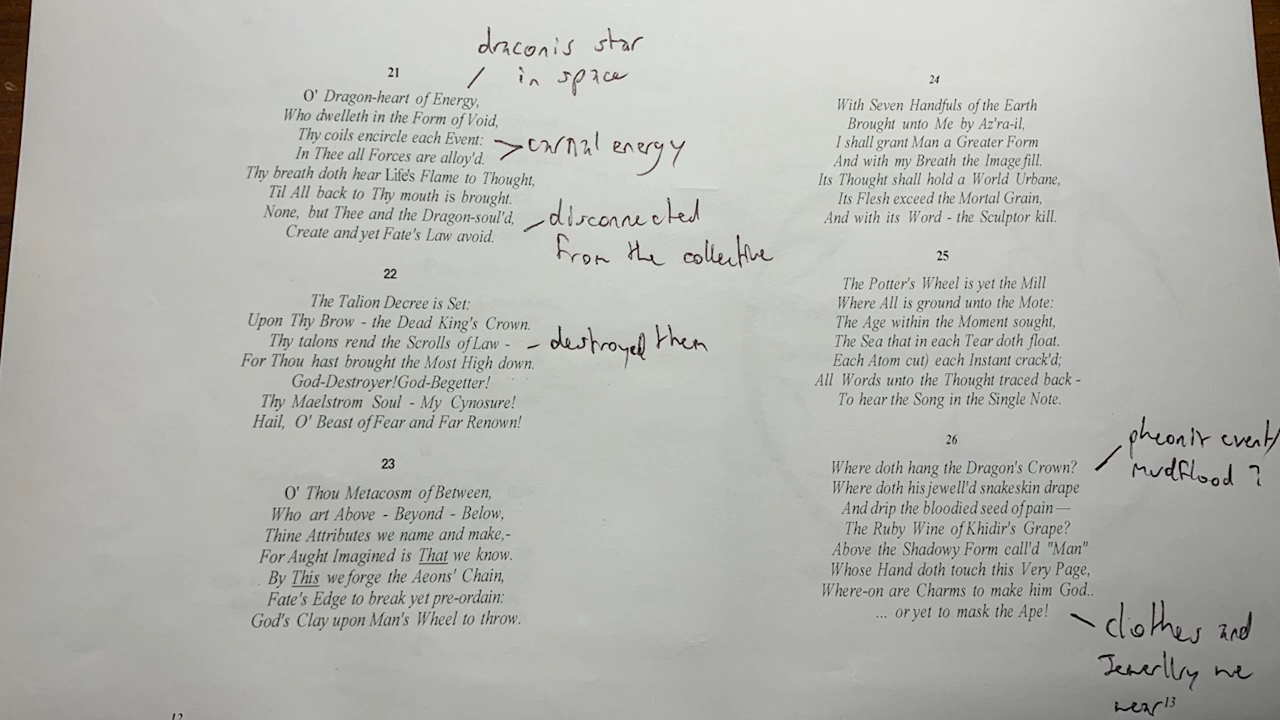 draconis star
in space
21
O' Dragon-heart of Energy,
Who dwelleth in the Form of Void,
Thy coils encircle each Event:
In Thee all Forces are alloy'd.
Thy breath doth hear Life's Flame to Thought,
Til All back to Thy mouth is brought.
None, but Thee and the Dragon-soul'd,
Create and yet Fate's Law avoid.
energy
disconnected
from the collective
22
The Talion Decree is Set:
Upon Thy Brow - the Dead King's Crown.
Thy talons rend the Scrolls of Law -
For Thou hast brought the Most High down.
God-Destroyer!God-Begetter!
Thy Maelstrom Soul - My Cynosure!
Hail, O' Beast of Fear and Far Renown!
destroyed them
23
O' Thou Metacosm of Between,
Who art Above - Beyond - Below,
Thine Attributes we name and make,-
For Aught Imagined is That we know.
By This we forge the Aeons' Chain,
Fate's Edge to break yet pre-ordain:
God's Clay upon Man's Wheel to throw.
12
24
With Seven Handfuls of the Earth
Brought unto Me by Az'ra-il,
I shall grant Man a Greater Form
And with my Breath the Image fill.
Its Thought shall hold a World Urbane,
Its Flesh exceed the Mortal Grain,
And with its Word - the Sculptor kill.
25
The Potter's Wheel is yet the Mill
Where All is ground unto the Mote:
The Age within the Moment sought,
The Sea that in each Tear doth float.
Each Atom cut) each Instant crack'd;
All Words unto the Thought traced back -
To hear the Song in the Single Note.
26
Where doth hang the Dragon's Crown?
Where doth his jewell'd snakeskin drape
And drip the bloodied seed of pain—
The Ruby Wine of Khidir's Grape?
Above the Shadowy Form call'd "Man"
Whose Hand doth touch this Very Page,
Where-on are Charms to make him God..
... or yet to mask the Ape!
pheonix event/
mudflood ?
clothes and
Jewerlly we
wear
13